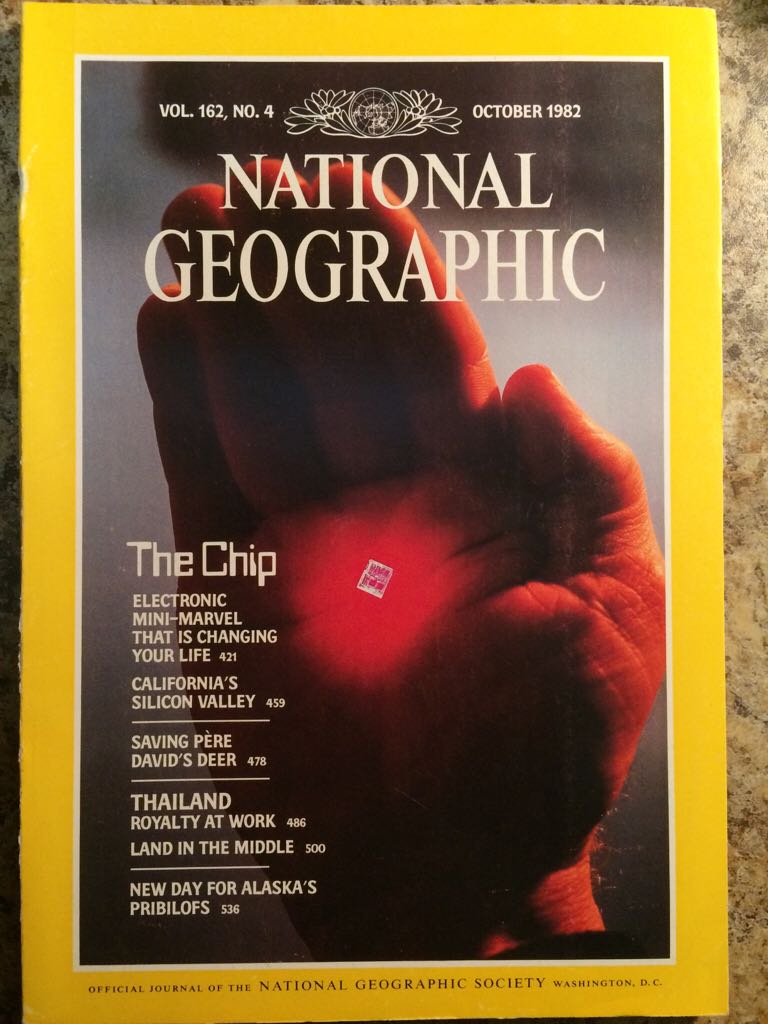 VOL. 162, NO. 4 OCTOBER 1982
NATIONAL
GEOGRAPHIC
The Chip
ELECTRONIC
MINI-MARVEL
THAT IS CHANGING
YOUR LIFE 421
CALIFORNIA'S
SILICON VALLEY 459
SAVING PÈRE
DAVID'S DEER 478
THAILAND
ROYALTY AT WORK 486
LAND IN THE MIDDLE 500
NEW DAY FOR ALASKA'S
PRIBILOFS 536
OFFICIAL JOURNAL OF THE NATIONAL GEOGRAPHIC SOCIETY WASHINGTON, D.C.